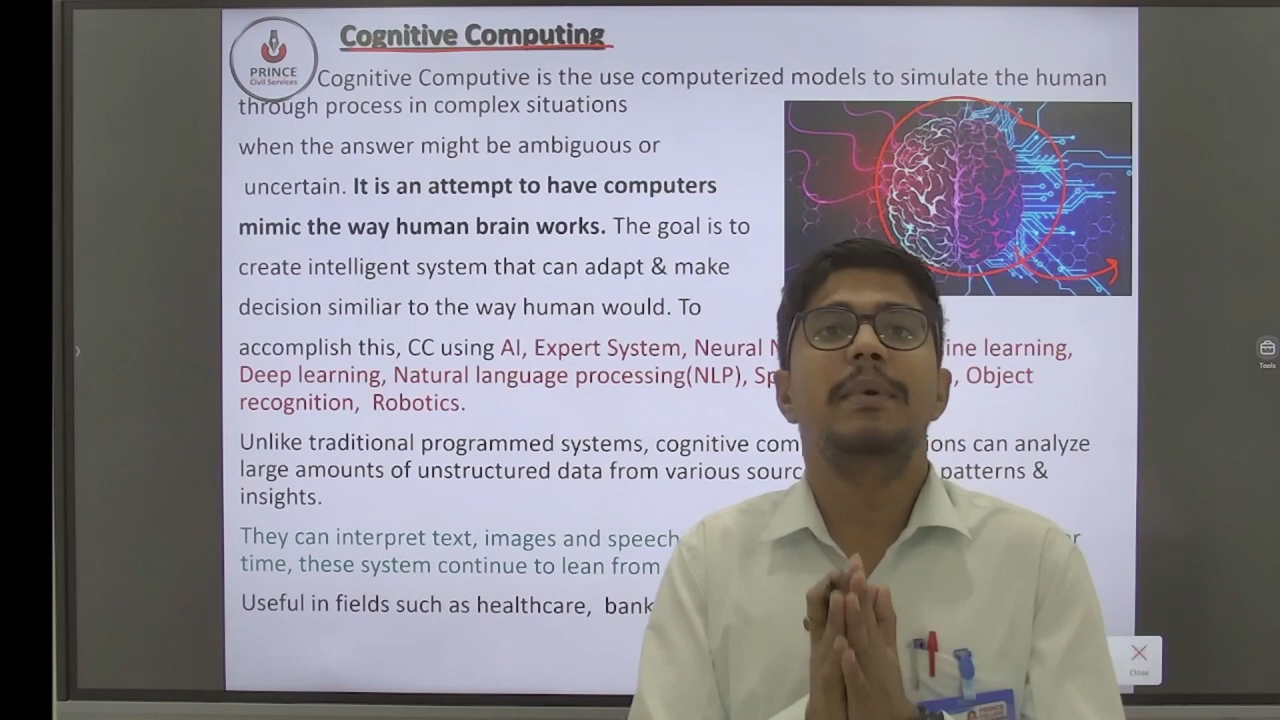 Cognitive Computing
PRINCE
Civil Services
Cognitive Computive is the use computerized models to simulate the human
through process in complex situations
when the answer might be ambiguous or
uncertain. It is an attempt to have computers
mimic the way human brain works. The goal is to
create intelligent system that can adapt & make
decision similiar to the way human would. To
accomplish this, CC using AI, Expert System, Neural learning,
Deep learning, Natural language processing(NLP), Object
recognition, Robotics.
Unlike traditional programmed systems, cognitive can analyze
large amounts of unstructured data from various patterns &
insights.
They can interpret text, images and speech
time, these system continue to lean from
Useful in fields such as healthcare,
Tools
Close
PRINCE